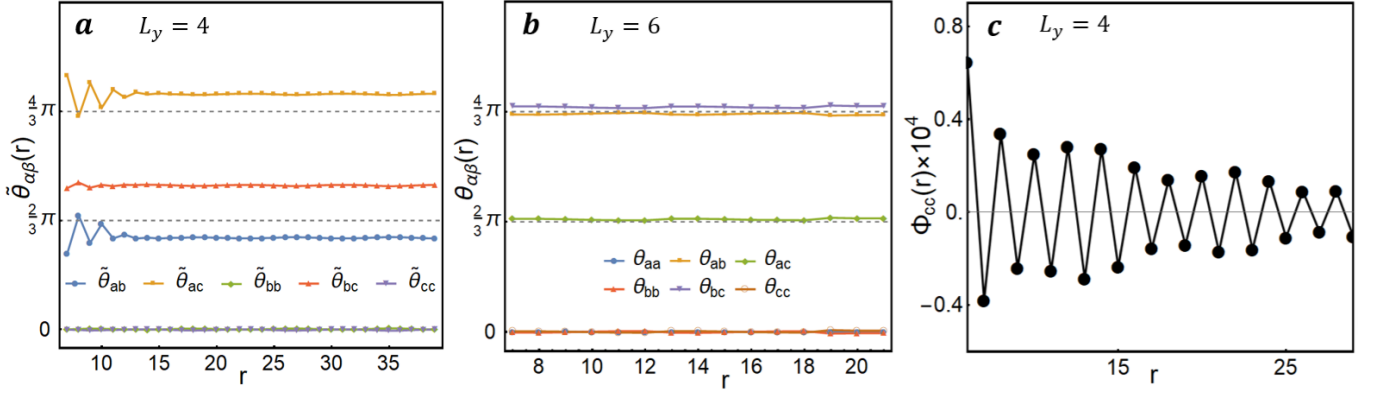 a L_y = 4
4/3 π
2/3 π
0
θ̃_αβ(r)
θ̃_ab θ̃_ac θ̃_bb θ̃_bc θ̃_cc
10 15 20 25 30 35
r
b L_y = 6
4/3 π
2/3 π
0
θ_αβ(r)
θ_aa θ_ab θ_ac
θ_bb θ_bc θ_cc
8 10 12 14 16 18 20
r
c L_y = 4
0.8
0.4
0.
−0.4
Φ_cc(r)×10^4
15 25
r